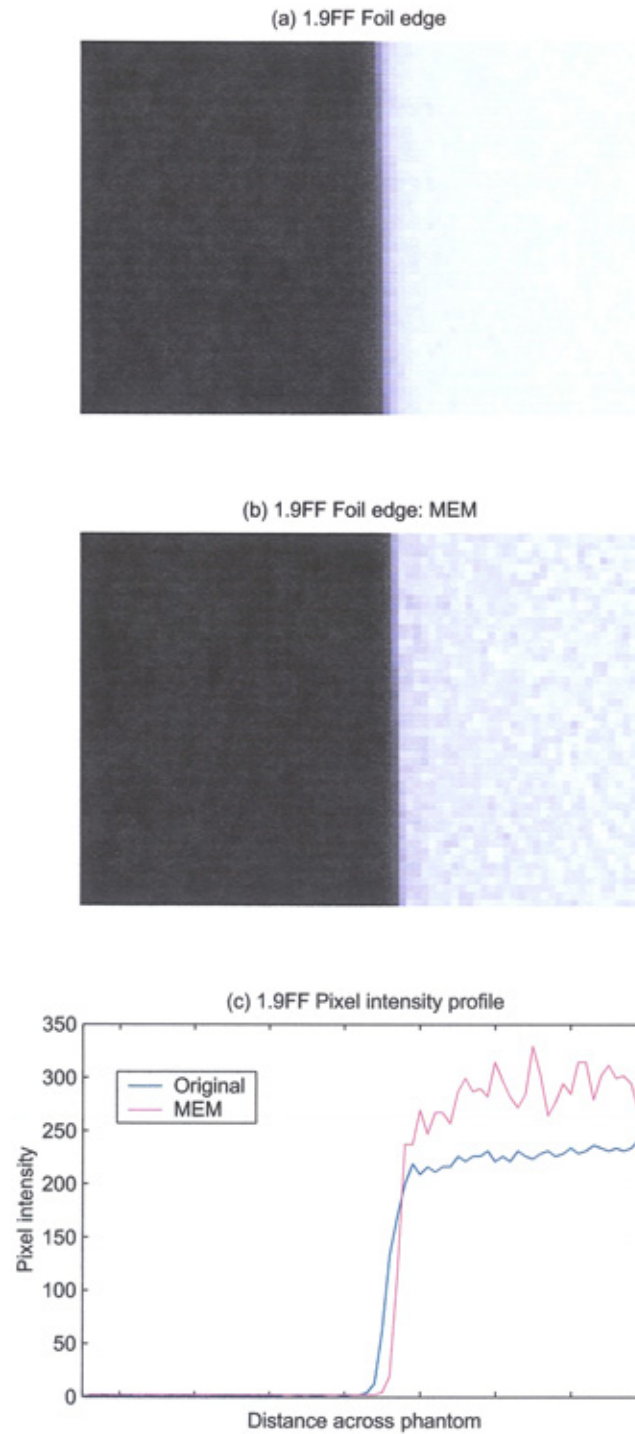 (a) 1.9FF Foil edge
(b) 1.9FF Foil edge: MEM
(c) 1.9FF Pixel intensity profile
350
300
250
200
150
100
50
0
Pixel intensity
Original
MEM
Distance across phantom